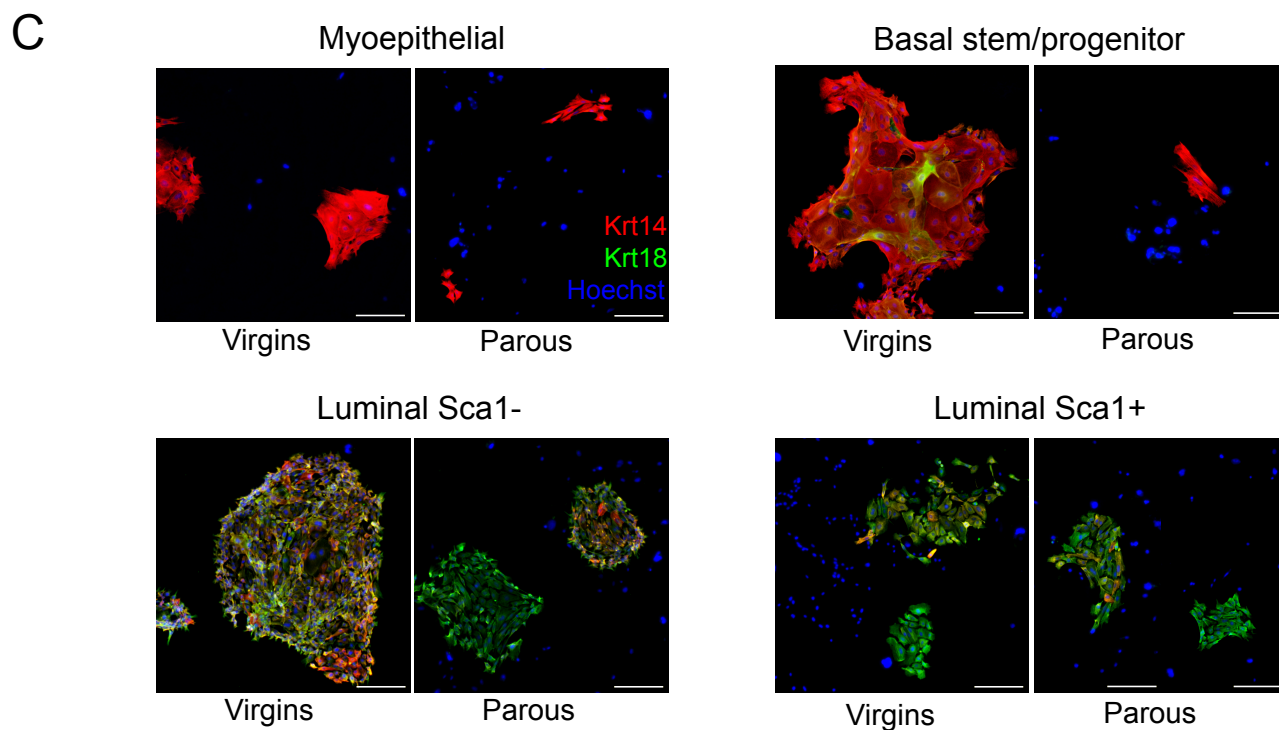 C
Myoepithelial
Basal stem/progenitor
Krt14
Krt18
Hoechst
Virgins
Parous
Virgins
Parous
Luminal Sca1-
Luminal Sca1+
Virgins
Parous
Virgins
Parous